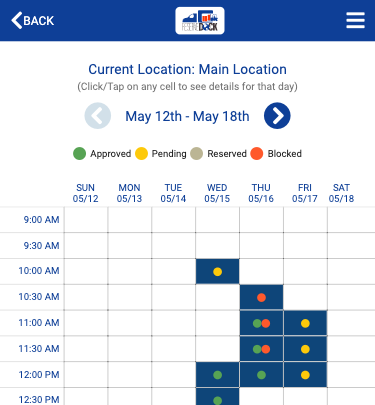 BACK
RESERVE
DOCK
Current Location: Main Location
(Click/Tap on any cell to see details for that day)
May 12th - May 18th
Approved Pending Reserved Blocked
SUN MON TUE WED THU FRI SAT
05/12 05/13 05/14 05/15 05/16 05/17 05/18
9:00 AM
9:30 AM
10:00 AM
10:30 AM
11:00 AM
11:30 AM
12:00 PM
12:30 PM